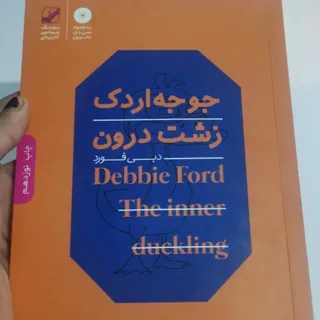 جوجه‌اردک
زشت درون
دبی فورد
Debbie Ford
The inner
duckling
چاپ نوزدهم